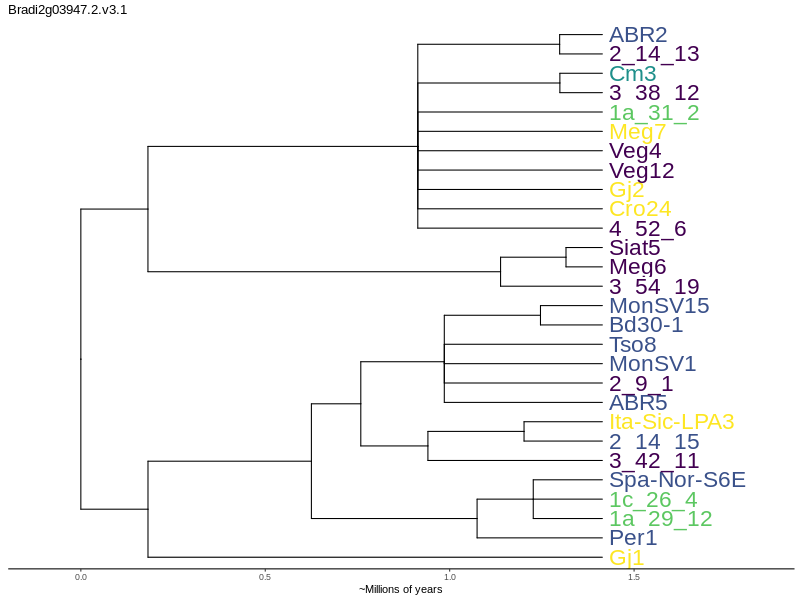 Bradi2g03947.2.v3.1
ABR2
2_14_13
Cm3
3_38_12
1a_31_2
Meg7
Veg4
Veg12
Gj2
Cro24
4_52_6
Siat5
Meg6
3_54_19
MonSV15
Bd30-1
Tso8
MonSV1
2_9_1
ABR5
Ita-Sic-LPA3
2_14_15
3_42_11
Spa-Nor-S6E
1c_26_4
1a_29_12
Per1
Gj1
0.0 0.5 1.0 1.5
~Millions of years